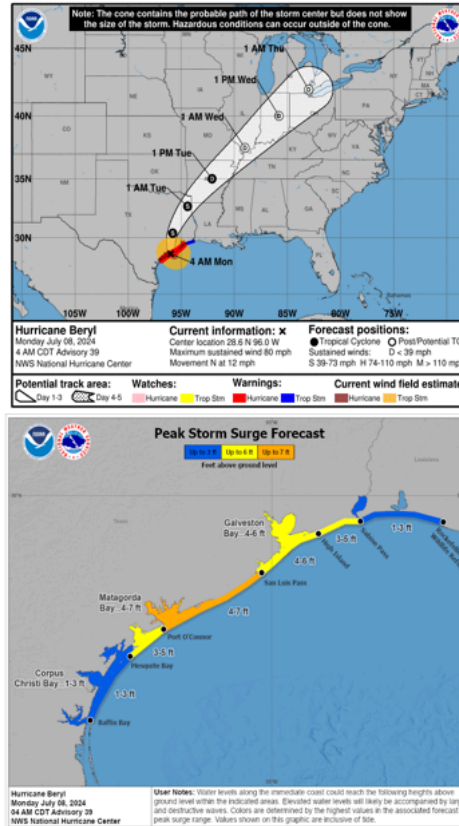 Note: The cone contains the probable path of the storm center but does not show
the size of the storm. Hazardous conditions can occur outside of the cone.
45N
1 AM Thu
1 PM Wed
40N
1 AM Wed
1 PM Tue
35N
1 AM Tue
30N
4 AM Mon
105W 95W 90W 85W 80W 75W
Hurricane Beryl
Monday July 08, 2024
4 AM CDT Advisory 39
NWS National Hurricane Center
Current information: x
Center location 28.6 N 96.0 W
Maximum sustained wind 80 mph
Movement N at 12 mph
Forecast positions:
Tropical Cyclone Post/Potential TC
Sustained winds: D < 39 mph
S 39-73 mph H 74-110 mph M > 110 mph
Potential track area:
Day 1-3 Day 4-5
Watches:
Hurricane Trop Stm
Warnings:
Hurricane Trop Stm
Current wind field estimate
Hurricane Trop Stm
Peak Storm Surge Forecast
Up to 3 ft Up to 6 ft Up to 7 ft
Feet above ground level
Louisiana
Texas
Galveston
Bay...4-6 ft
3-5 ft
1-3 ft
Sabine Pass
High Island
4-6 ft
San Luis Pass
Matagorda
Bay...4-7 ft
4-7 ft
Port O'Connor
3-5 ft
Mesquite Bay
Corpus
Christi Bay...1-3 ft
1-3 ft
Baffin Bay
Hurricane Beryl
Monday July 08, 2024
04 AM CDT Advisory 39
NWS National Hurricane Center
User Notes: Water levels along the immediate coast could reach the following heights above
ground level within the indicated areas. Elevated water levels will likely be accompanied by larg
and destructive waves. Colors are determined by the highest values in the associated forecast
peak surge range. Values shown on this graphic are inclusive of tide.